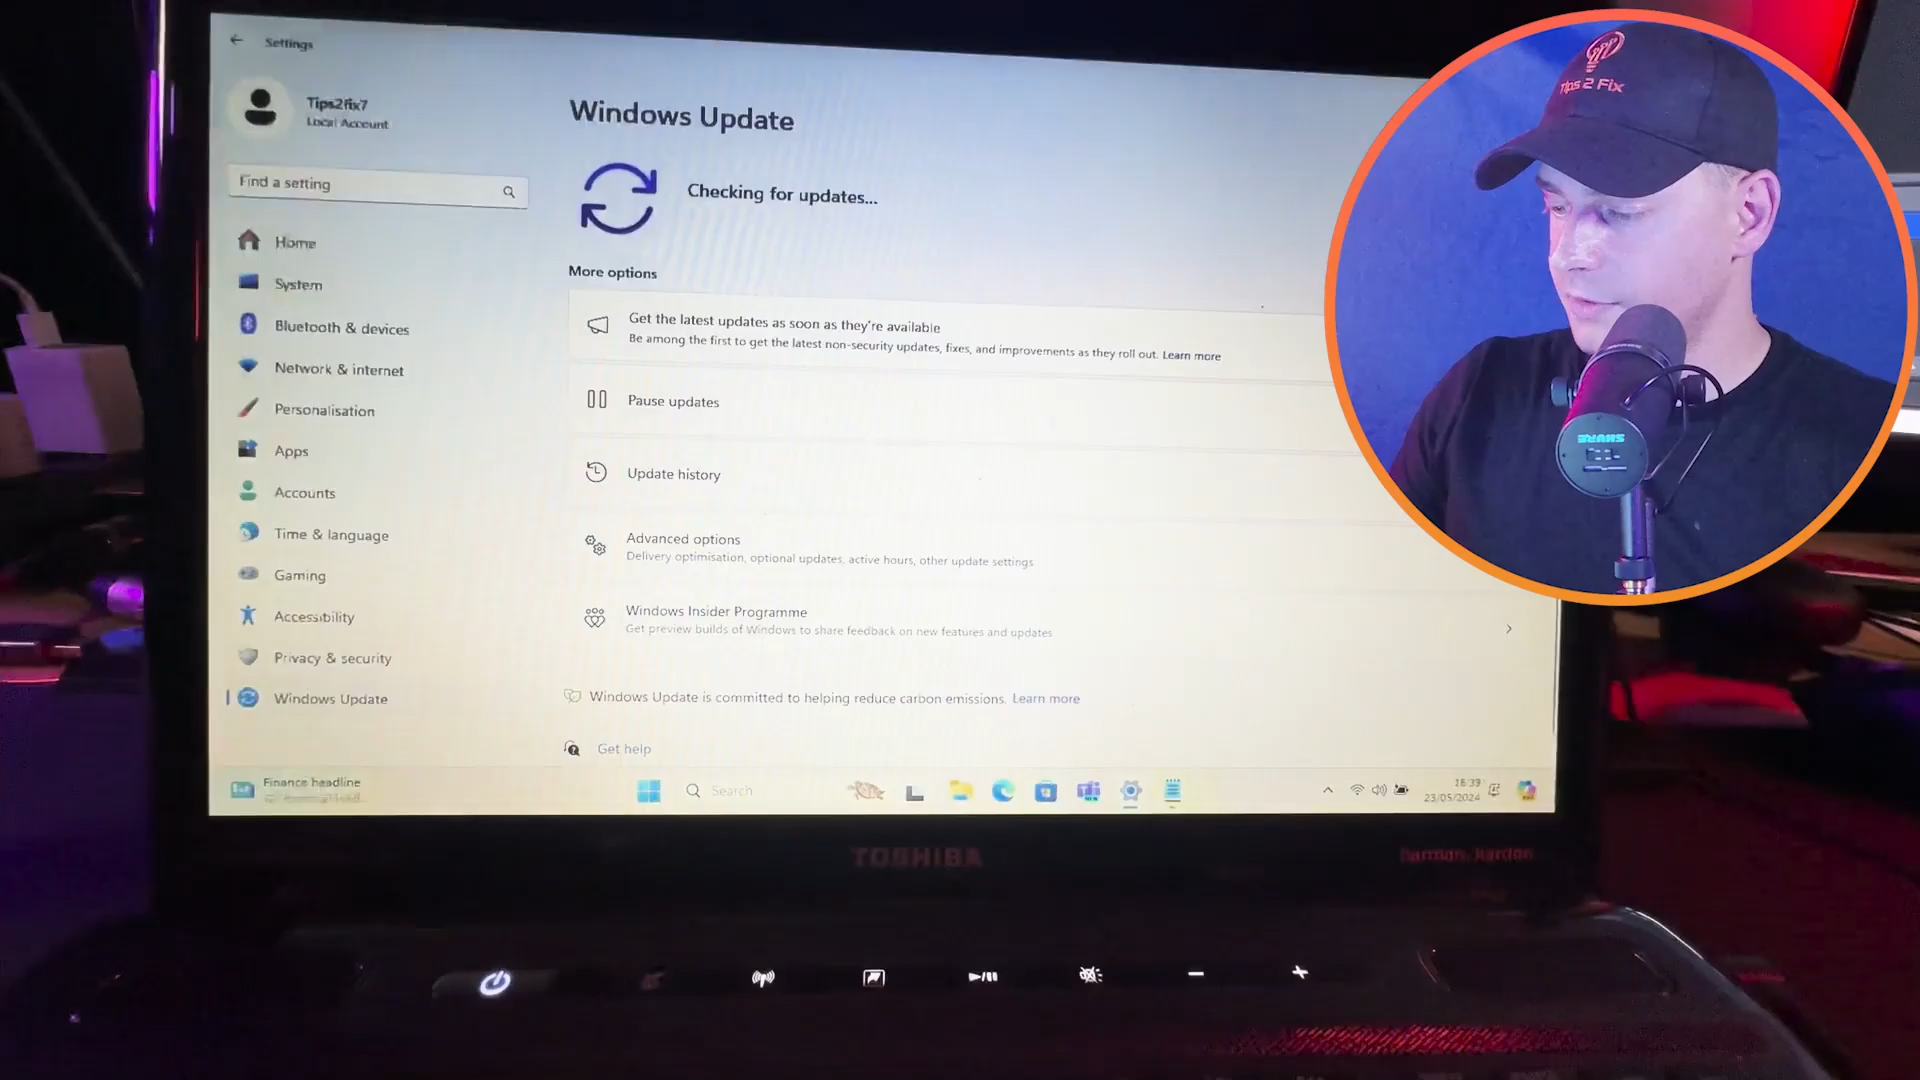 Settings
Tips2fix7
Local Account
Find a setting
Home
System
Bluetooth & devices
Network & internet
Personalisation
Apps
Accounts
Time & language
Gaming
Accessibility
Privacy & security
Windows Update
Windows Update
Checking for updates...
More options
Get the latest updates as soon as they're available
Be among the first to get the latest non-security updates, fixes, and improvements as they roll out. Learn more
Pause updates
Update history
Advanced options
Delivery optimisation, optional updates, active hours, other update settings
Windows Insider Programme
Get preview builds of Windows to share feedback on new features and updates
Windows Update is committed to helping reduce carbon emissions. Learn more
Get help
Finance headline
Search
16:39
23/05/2024
TOSHIBA
harman/kardon
Tips 2 Fix
SHURE